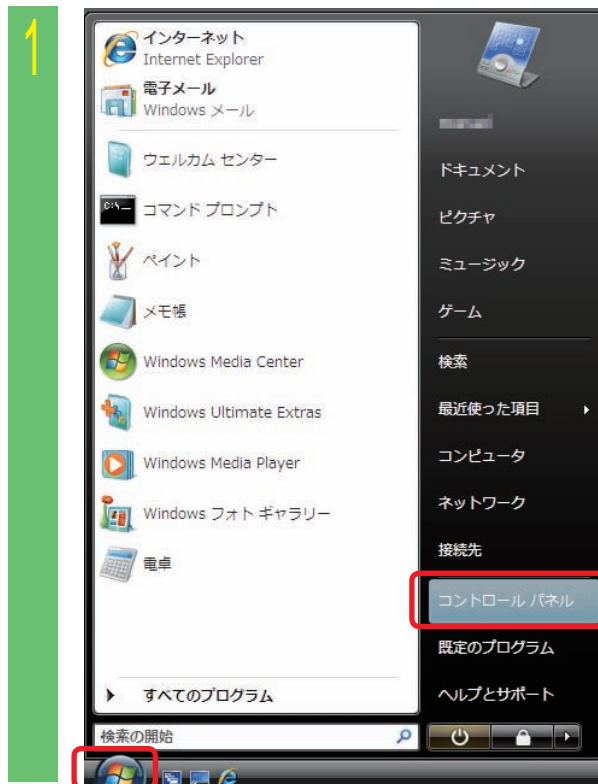 1
インターネット
Internet Explorer
電子メール
Windows メール
ウェルカム センター
コマンド プロンプト
ペイント
メモ帳
Windows Media Center
Windows Ultimate Extras
Windows Media Player
Windows フォト ギャラリー
電卓
すべてのプログラム
検索の開始
ドキュメント
ピクチャ
ミュージック
ゲーム
検索
最近使った項目
コンピュータ
ネットワーク
接続先
コントロール パネル
既定のプログラム
ヘルプとサポート